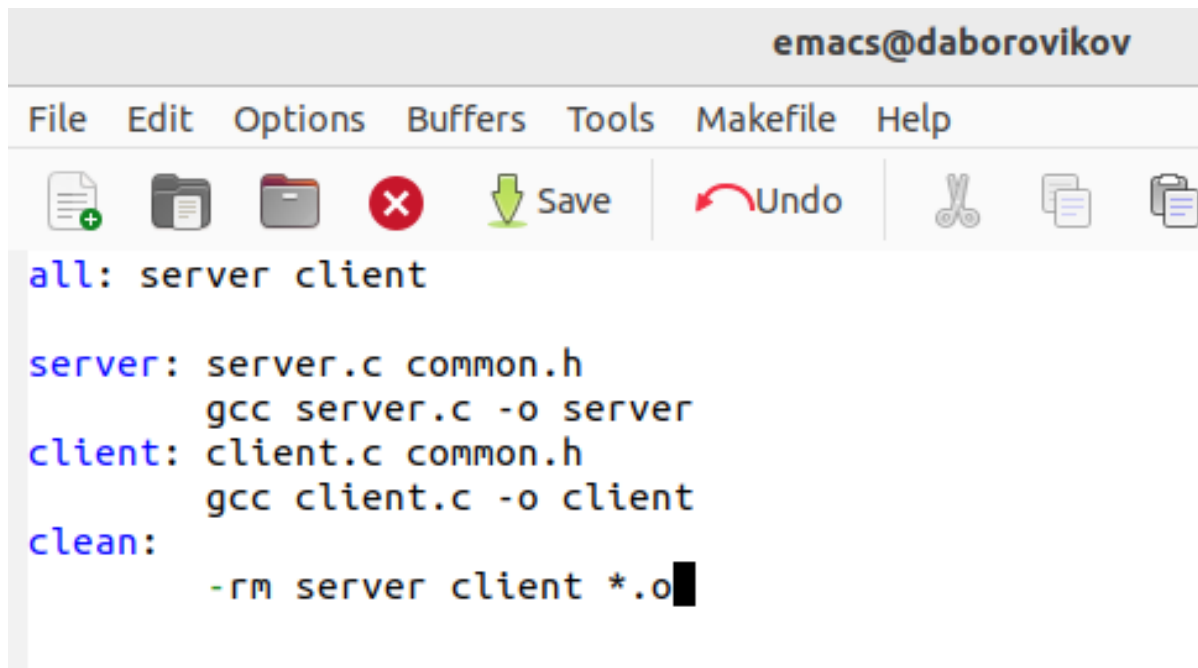 emacs@daborovikov
File Edit Options Buffers Tools Makefile Help
Save Undo
all: server client
server: server.c common.h
        gcc server.c -o server
client: client.c common.h
        gcc client.c -o client
clean:
        -rm server client *.o